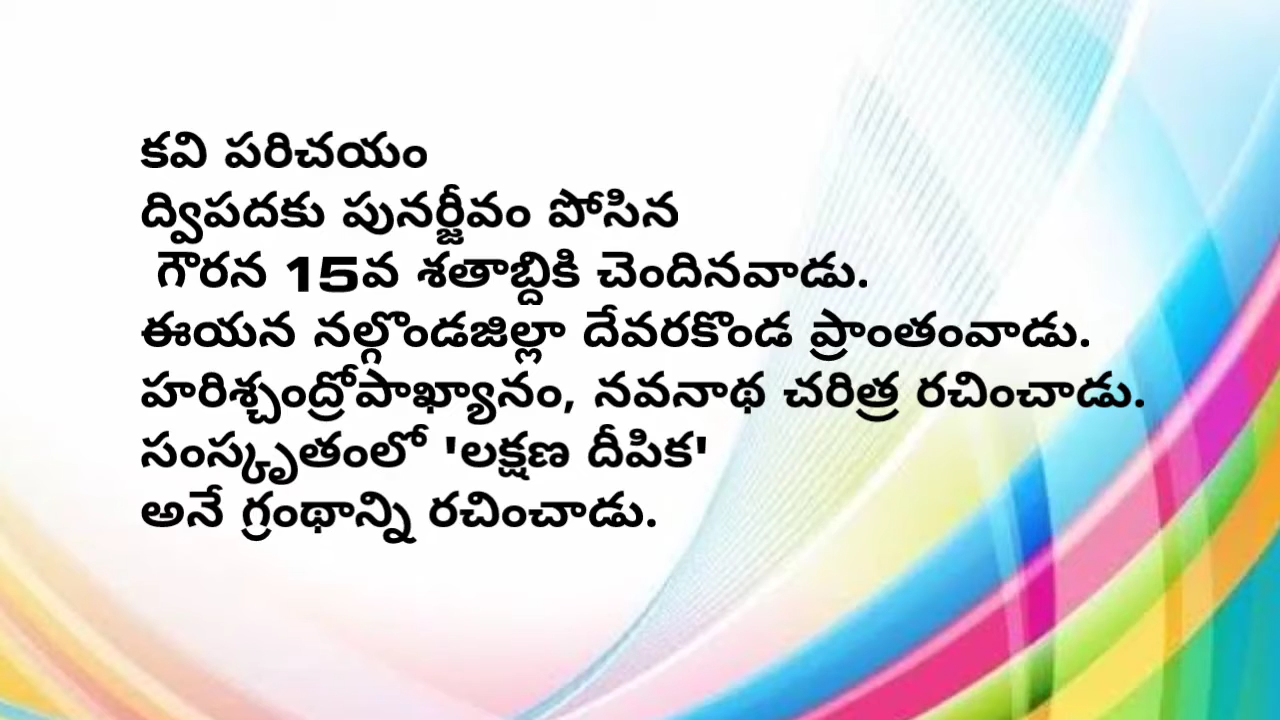 కవి పరిచయం
ద్విపదకు పునర్జీవం పోసిన
గౌరన 15వ శతాబ్దికి చెందినవాడు.
ఈయన నల్గొండజిల్లా దేవరకొండ ప్రాంతంవాడు.
హరిశ్చంద్రోపాఖ్యానం, నవనాథ చరిత్ర రచించాడు.
సంస్కృతంలో 'లక్షణ దీపిక'
అనే గ్రంథాన్ని రచించాడు.